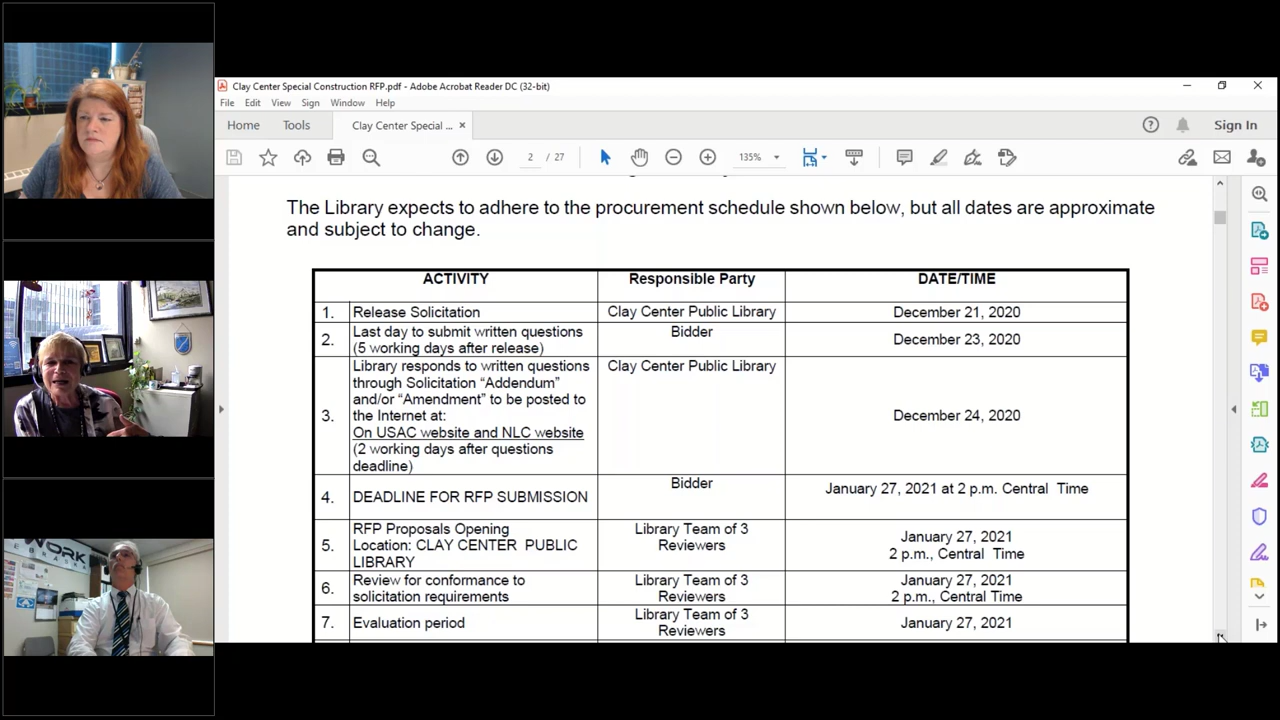 Clay Center Special Construction RFP.pdf - Adobe Acrobat Reader DC (32-bit)
File Edit View Sign Window Help
Home Tools Clay Center Special ... × Sign In
2 / 27 135%
The Library expects to adhere to the procurement schedule shown below, but all dates are approximate
and subject to change.
ACTIVITY Responsible Party DATE/TIME
1. Release Solicitation Clay Center Public Library December 21, 2020
2. Last day to submit written questions
(5 working days after release) Bidder December 23, 2020
3. Library responds to written questions
through Solicitation “Addendum”
and/or “Amendment” to be posted to
the Internet at:
On USAC website and NLC website
(2 working days after questions
deadline) Clay Center Public Library December 24, 2020
4. DEADLINE FOR RFP SUBMISSION Bidder January 27, 2021 at 2 p.m. Central Time
5. RFP Proposals Opening
Location: CLAY CENTER PUBLIC
LIBRARY Library Team of 3
Reviewers January 27, 2021
2 p.m., Central Time
6. Review for conformance to
solicitation requirements Library Team of 3
Reviewers January 27, 2021
2 p.m., Central Time
7. Evaluation period Library Team of 3
Reviewers January 27, 2021